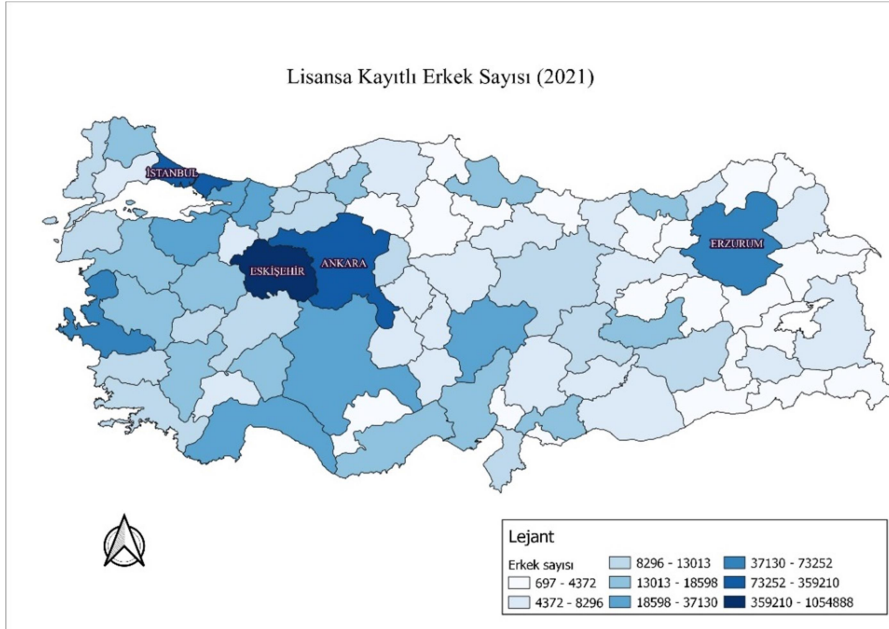 Lisansa Kayıtlı Erkek Sayısı (2021)
İSTANBUL
ESKİŞEHİR
ANKARA
ERZURUM
Lejant
Erkek sayısı
697 - 4372
4372 - 8296
8296 - 13013
13013 - 18598
18598 - 37130
37130 - 73252
73252 - 359210
359210 - 1054888